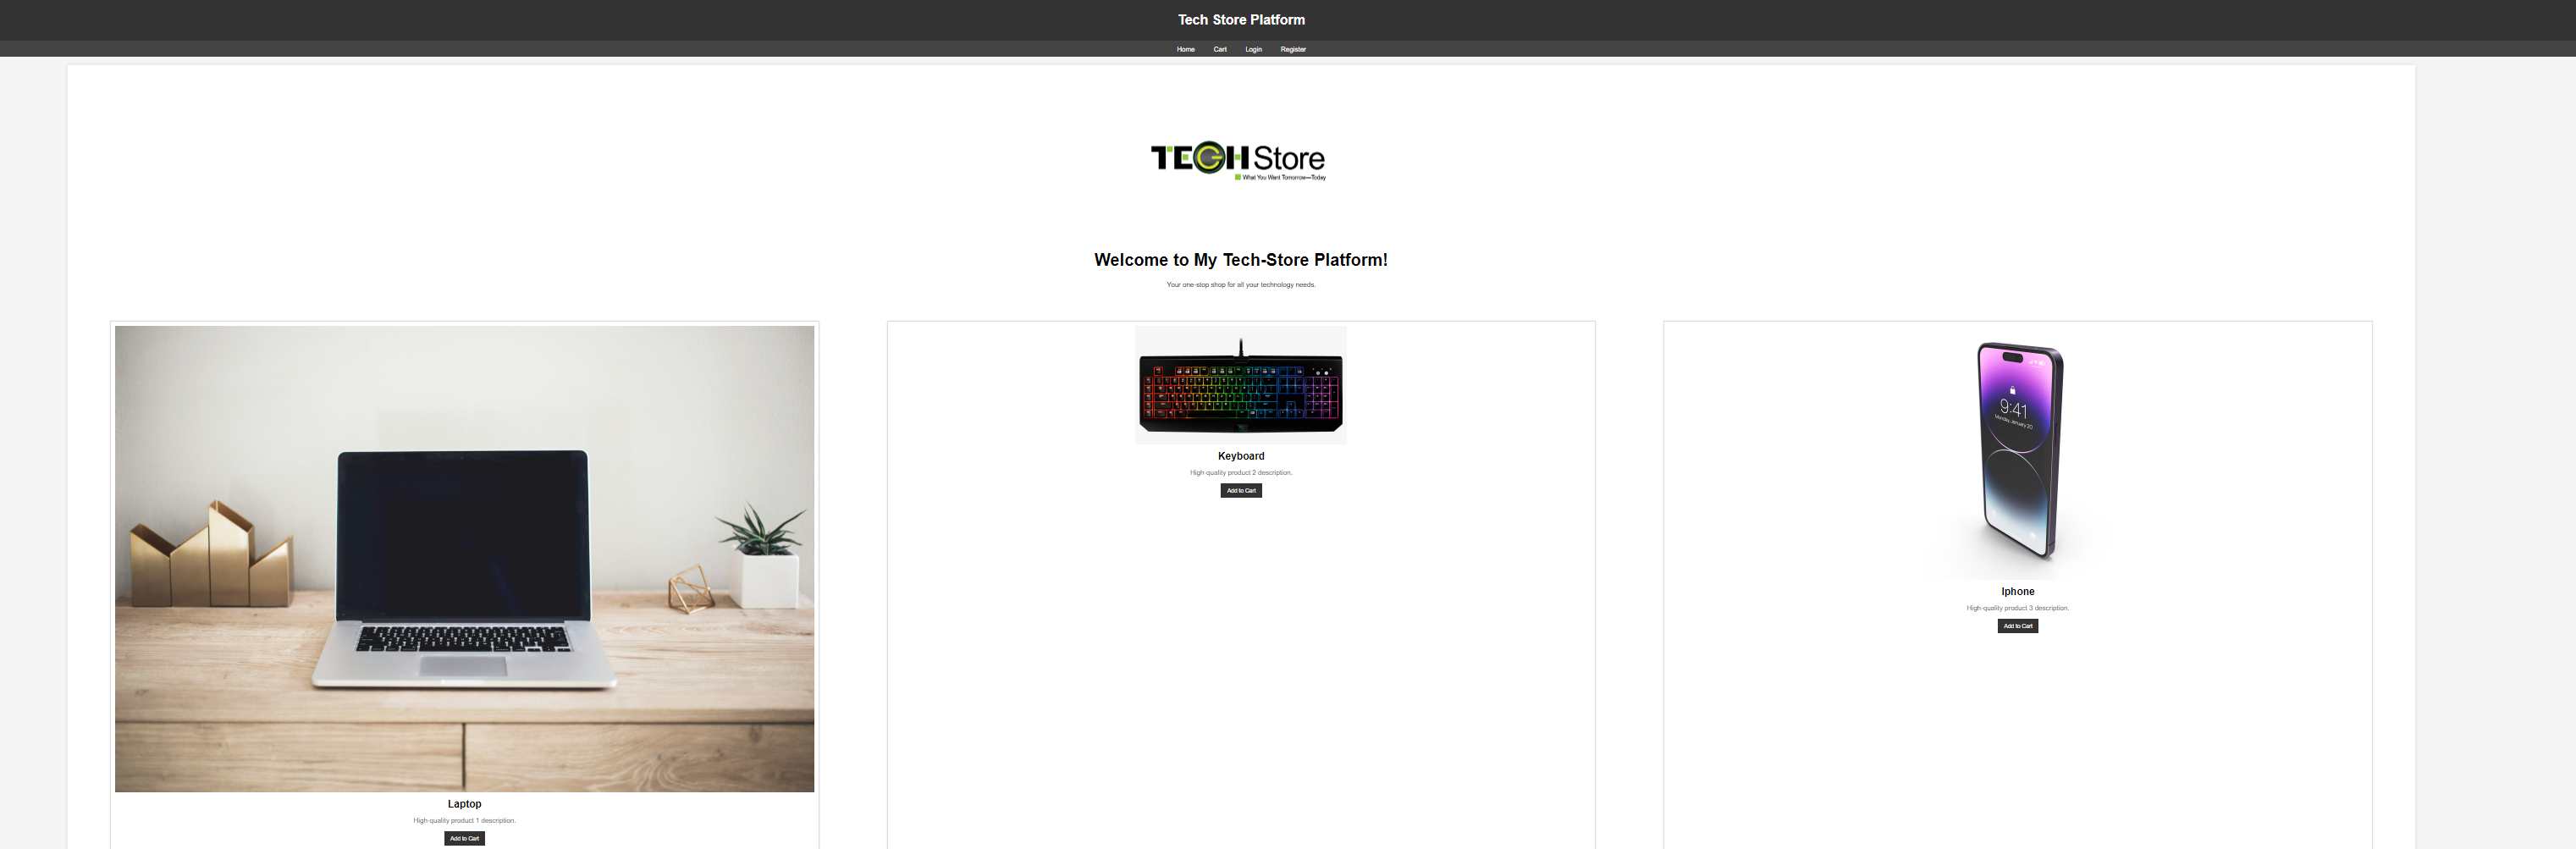 Tech Store Platform
Home Cart Login Register
TECH Store
What You Want Tomorrow—Today
Welcome to My Tech-Store Platform!
Your one-stop shop for all your technology needs.
9:41
Monday, January 20
Keyboard
High-quality product 2 description.
Add to Cart
Iphone
High-quality product 3 description.
Add to Cart
Laptop
High-quality product 1 description.
Add to Cart